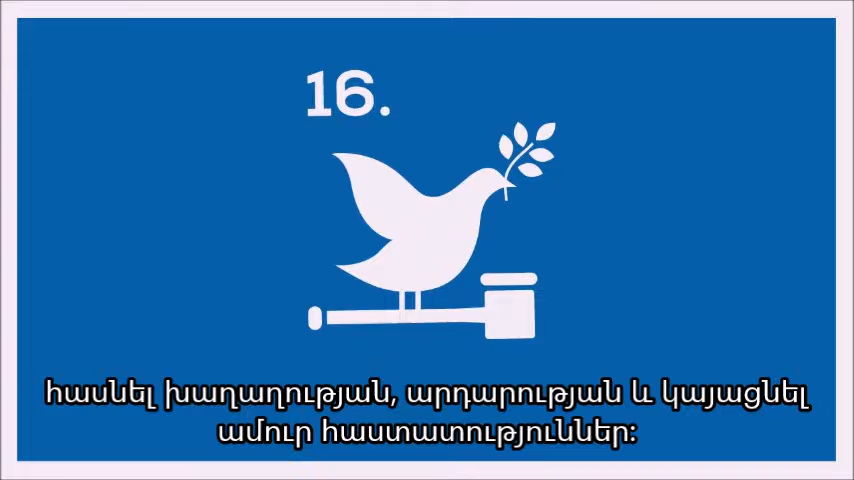 16.
հասնել խաղաղության, արդարության և կայացնել
ամուր հաստատություններ: